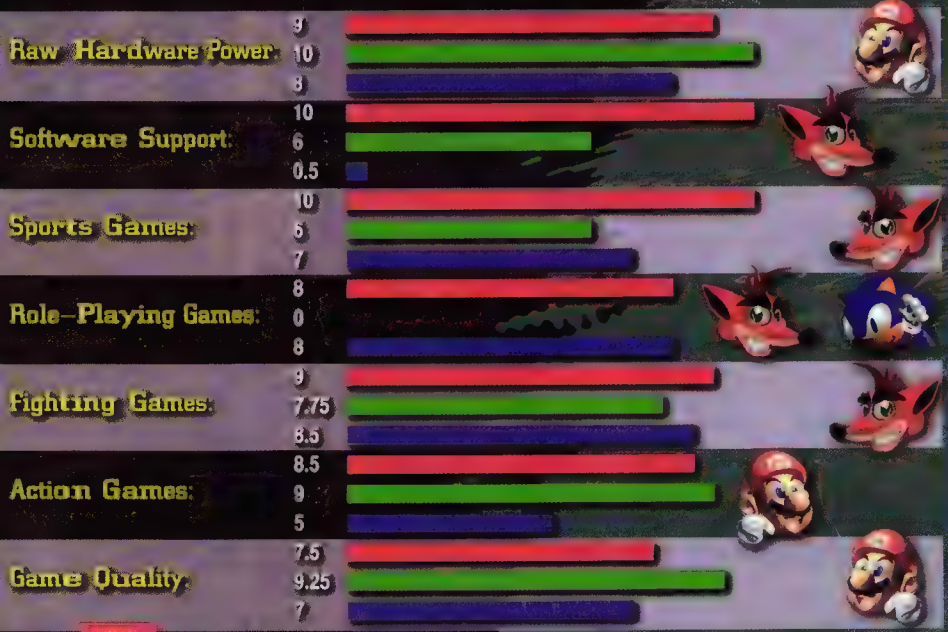 9
Raw Hardware Power: 10
8
10
Software Support: 6
0.5
10
Sports Games: 6
7
8
Role-Playing Games: 0
8
9
Fighting Games: 7.75
8.5
8.5
Action Games: 9
5
7.5
Game Quality: 9.25
7